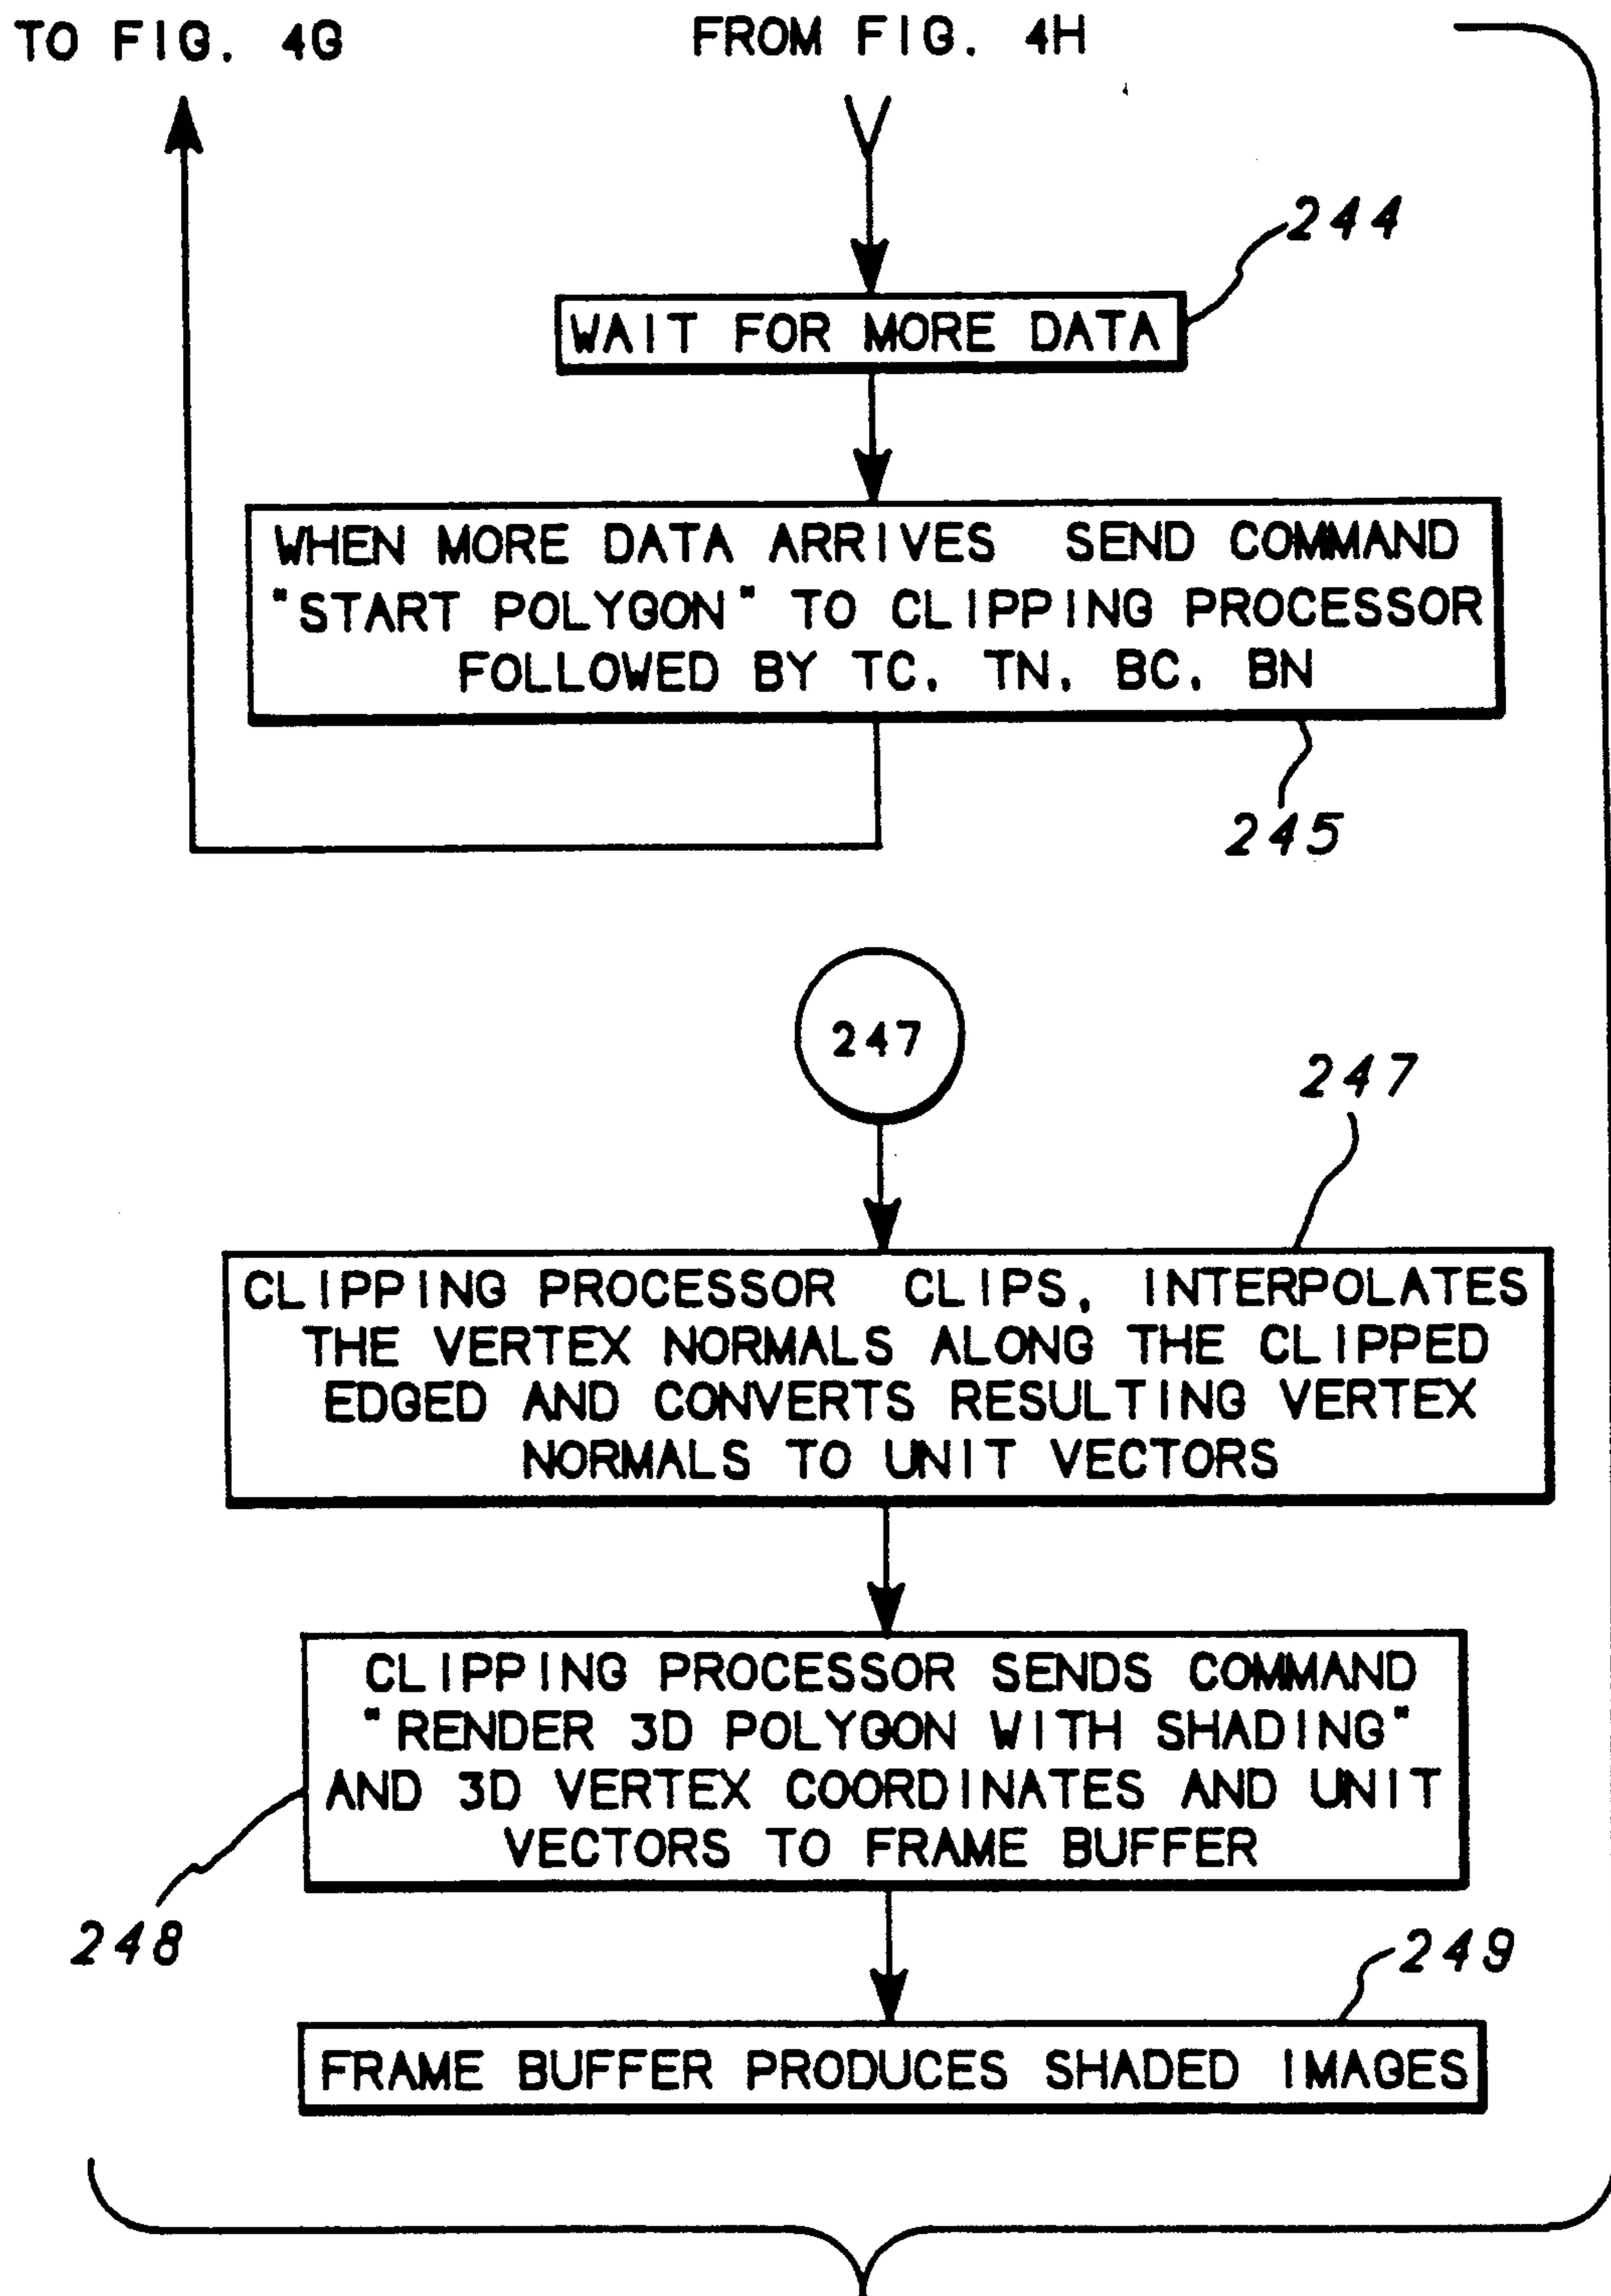 TO FIG. 4G
FROM FIG. 4H
244
WAIT FOR MORE DATA
WHEN MORE DATA ARRIVES SEND COMMAND
"START POLYGON" TO CLIPPING PROCESSOR
FOLLOWED BY TC, TN, BC, BN
245
247
247
CLIPPING PROCESSOR CLIPS, INTERPOLATES
THE VERTEX NORMALS ALONG THE CLIPPED
EDGED AND CONVERTS RESULTING VERTEX
NORMALS TO UNIT VECTORS
CLIPPING PROCESSOR SENDS COMMAND
"RENDER 3D POLYGON WITH SHADING"
AND 3D VERTEX COORDINATES AND UNIT
VECTORS TO FRAME BUFFER
248
249
FRAME BUFFER PRODUCES SHADED IMAGES